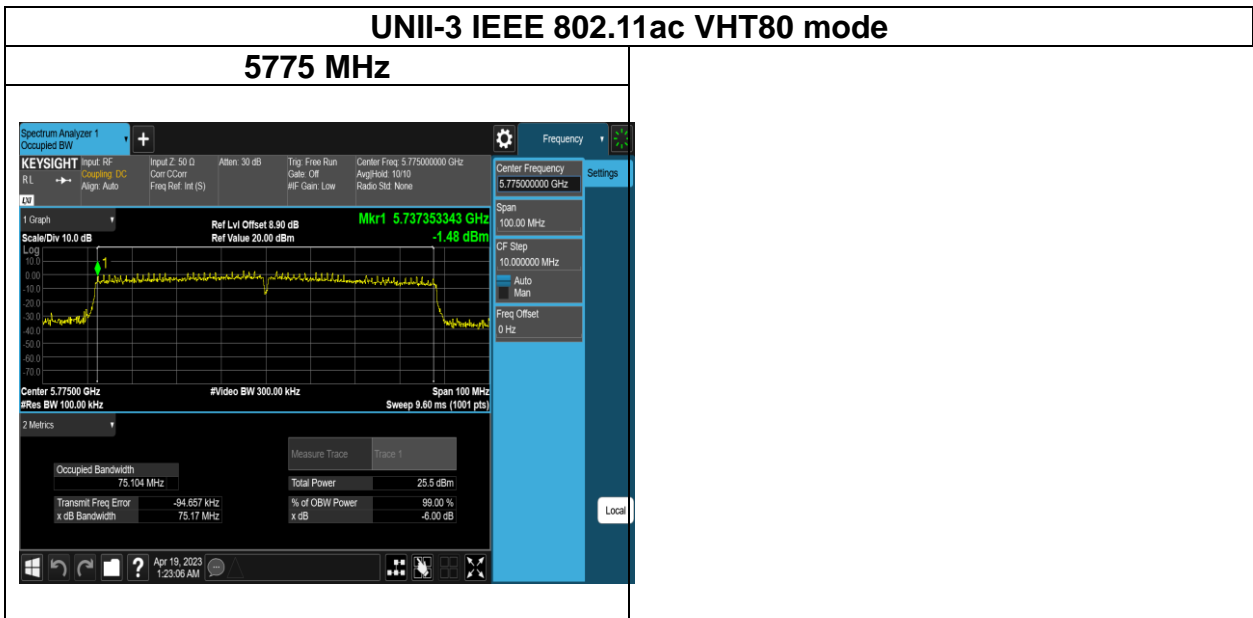 UNII-3 IEEE 802.11ac VHT80 mode
5775 MHz
Spectrum Analyzer 1
Occupied BW
Frequency
KEYSIGHT
R L
Input: RF
Coupling: DC
Align: Auto
Input Z: 50 Ω
Corr CCorr
Freq Ref: Int (S)
Atten: 30 dB
Trig: Free Run
Gate: Off
#IF Gain: Low
Center Freq: 5.775000000 GHz
Avg|Hold: 10/10
Radio Std: None
LXI
1 Graph
Scale/Div 10.0 dB
Ref Lvl Offset 8.90 dB
Ref Value 20.00 dBm
Mkr1 5.737353343 GHz
-1.48 dBm
Log
10.0
0.00
-10.0
-20.0
-30.0
-40.0
-50.0
-60.0
-70.0
1
Center 5.77500 GHz
#Res BW 100.00 kHz
#Video BW 300.00 kHz
Span 100 MHz
Sweep 9.60 ms (1001 pts)
2 Metrics
Measure Trace Trace 1
Occupied Bandwidth
75.104 MHz
Total Power 25.5 dBm
Transmit Freq Error -94.657 kHz
% of OBW Power 99.00 %
x dB Bandwidth 75.17 MHz
x dB -6.00 dB
Center Frequency
5.775000000 GHz
Settings
Span
100.00 MHz
CF Step
10.000000 MHz
Auto
Man
Freq Offset
0 Hz
Local
?
Apr 19, 2023
1:23:06 AM